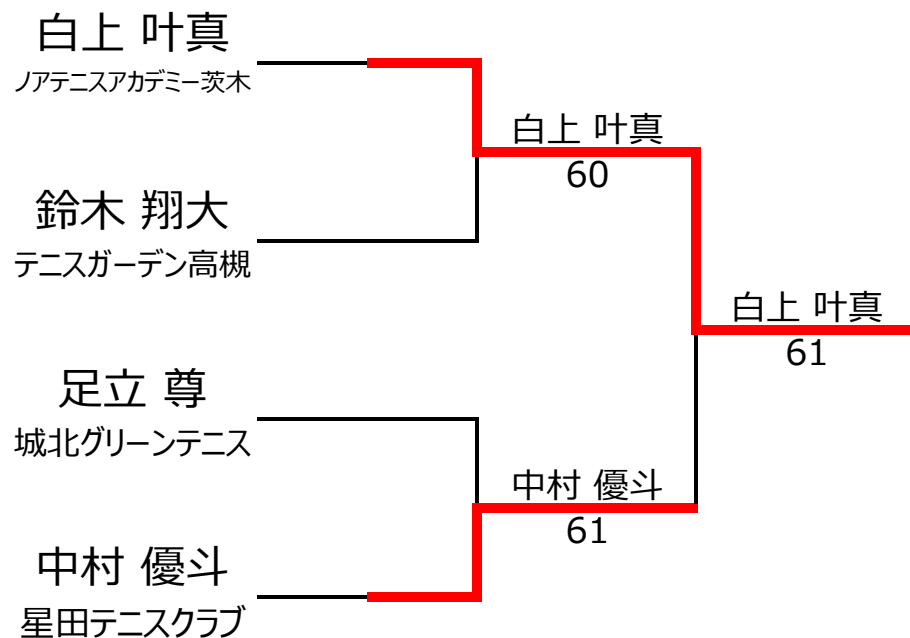 白上 叶真
ノアテニスアカデミー茨木
白上 叶真
60
鈴木 翔大
テニスガーデン高槻
白上 叶真
61
足立 尊
城北グリーンテニス
中村 優斗
61
中村 優斗
星田テニスクラブ